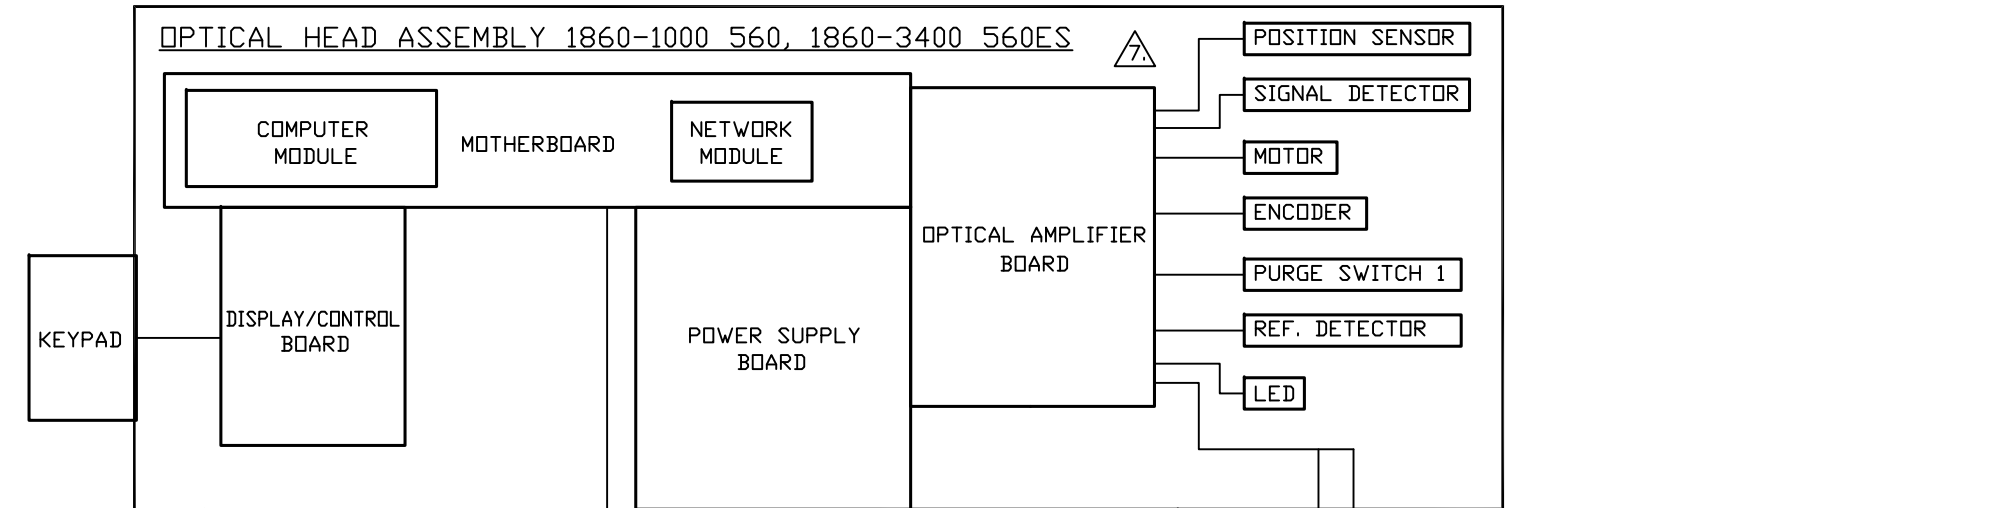 OPTICAL HEAD ASSEMBLY 1860-1000 560, 1860-3400 560ES
7.
POSITION SENSOR
SIGNAL DETECTOR
COMPUTER
MODULE
MOTHERBOARD
NETWORK
MODULE
MOTOR
ENCODER
OPTICAL AMPLIFIER
BOARD
PURGE SWITCH 1
DISPLAY/CONTROL
BOARD
KEYPAD
POWER SUPPLY
BOARD
REF. DETECTOR
LED